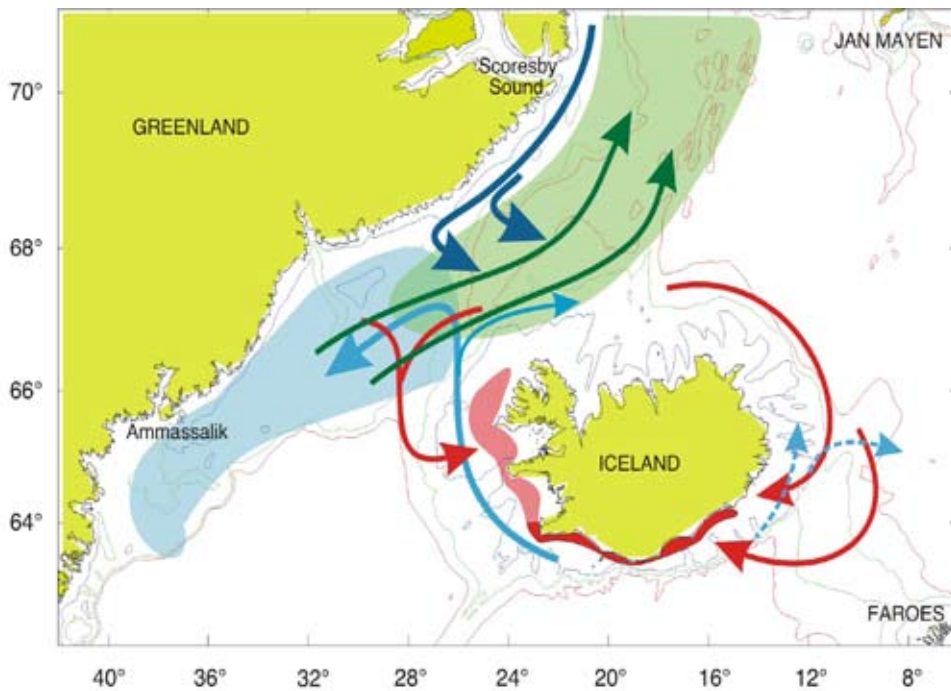 JAN MAYEN
Scoresby
Sound
70°
GREENLAND
68°
66°
Ammassalik
ICELAND
64°
FAROES
40° 36° 32° 28° 24° 20° 16° 12° 8°